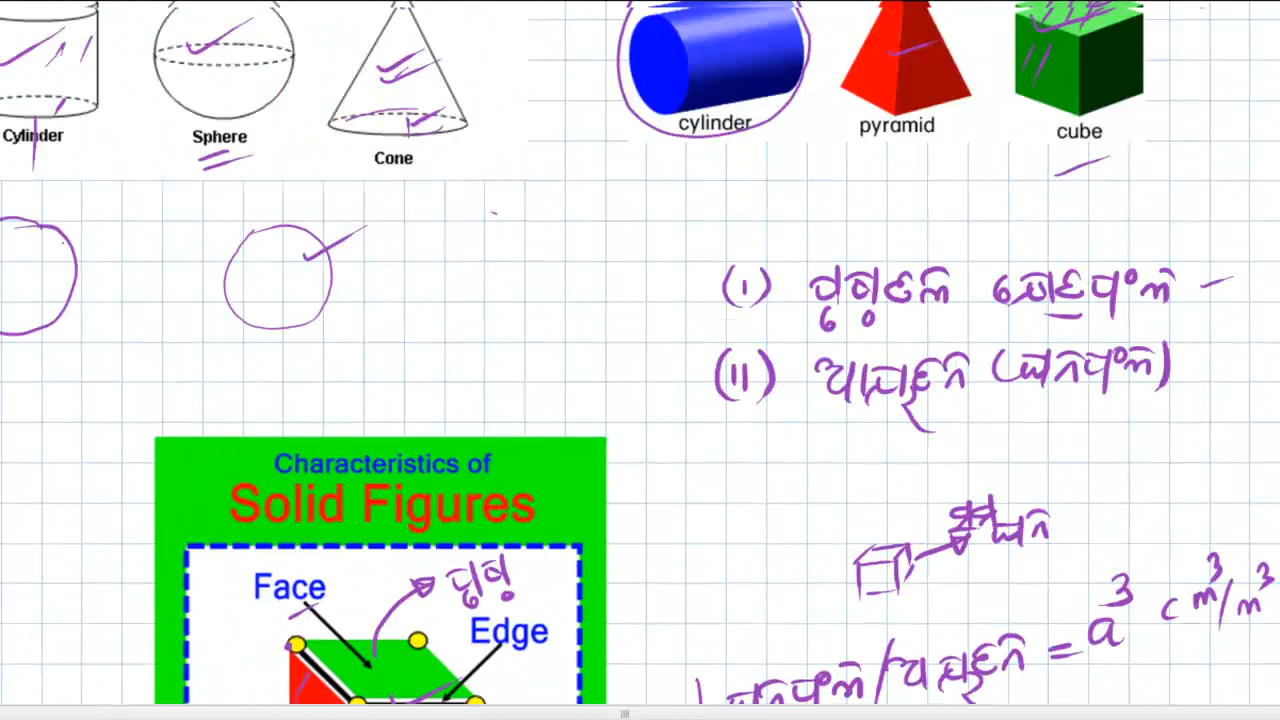 Cylinder
Sphere
Cone
cylinder
pyramid
cube
(I) ପୃଷ୍ଠତଳ କ୍ଷେତ୍ରଫଳ -
(II) ଆୟତନ (ଘନଫଳ)
Characteristics of
Solid Figures
Face
ପୃଷ୍ଠ
Edge
ସମଘନ
ଘନଫଳ/ଆୟତନ = a³ cm³/m³